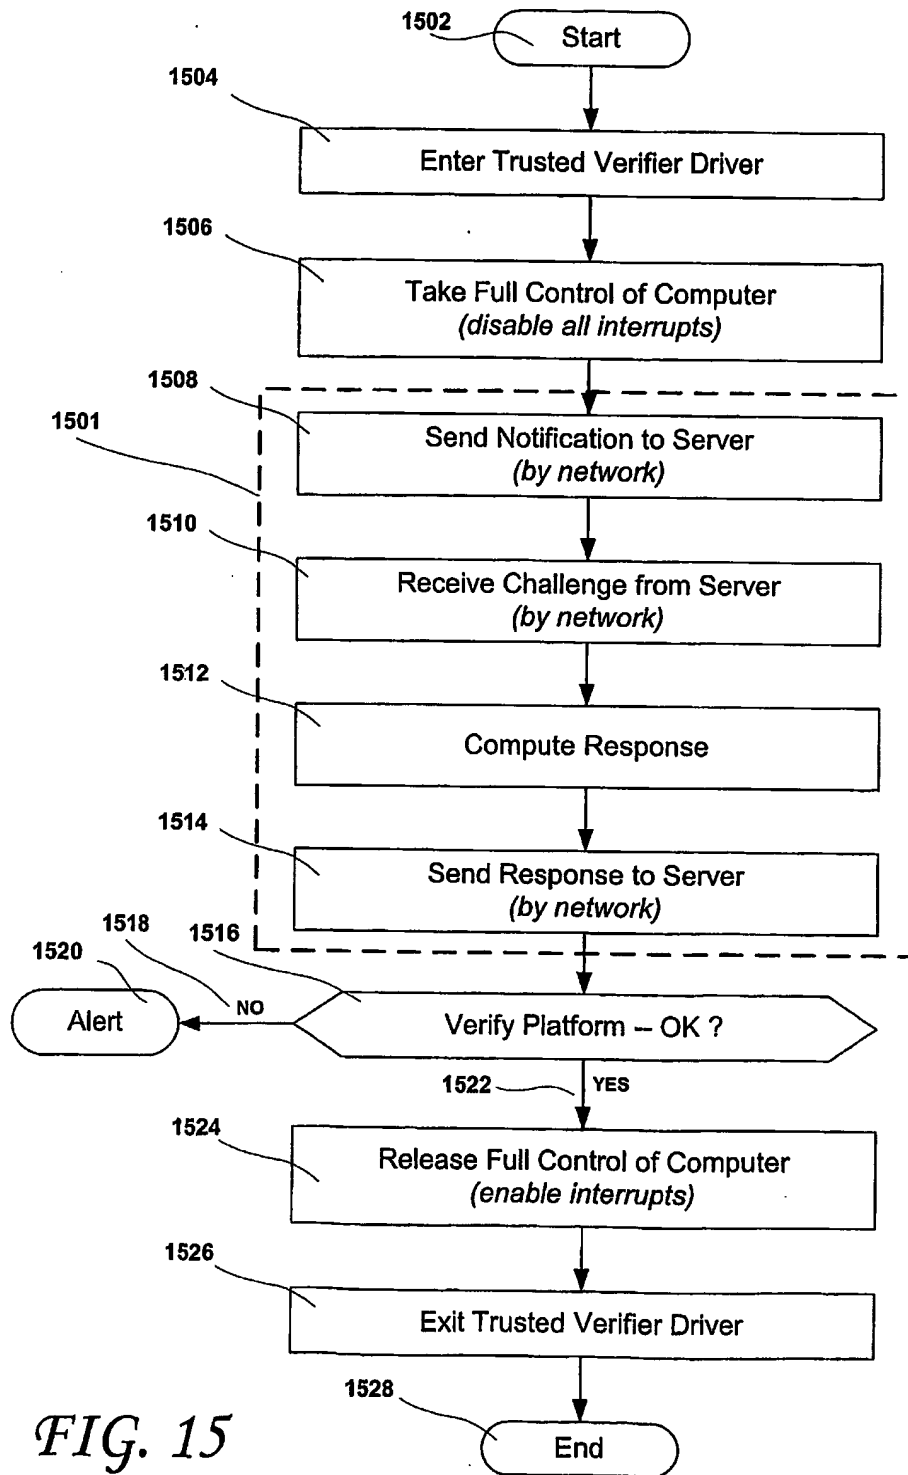 1502
Start
1504
Enter Trusted Verifier Driver
1506
Take Full Control of Computer
(disable all interrupts)
1508
1501
Send Notification to Server
(by network)
1510
Receive Challenge from Server
(by network)
1512
Compute Response
1514
Send Response to Server
(by network)
1518
1516
1520
Alert
NO
Verify Platform – OK ?
1522
YES
1524
Release Full Control of Computer
(enable interrupts)
1526
Exit Trusted Verifier Driver
1528
End
FIG. 15